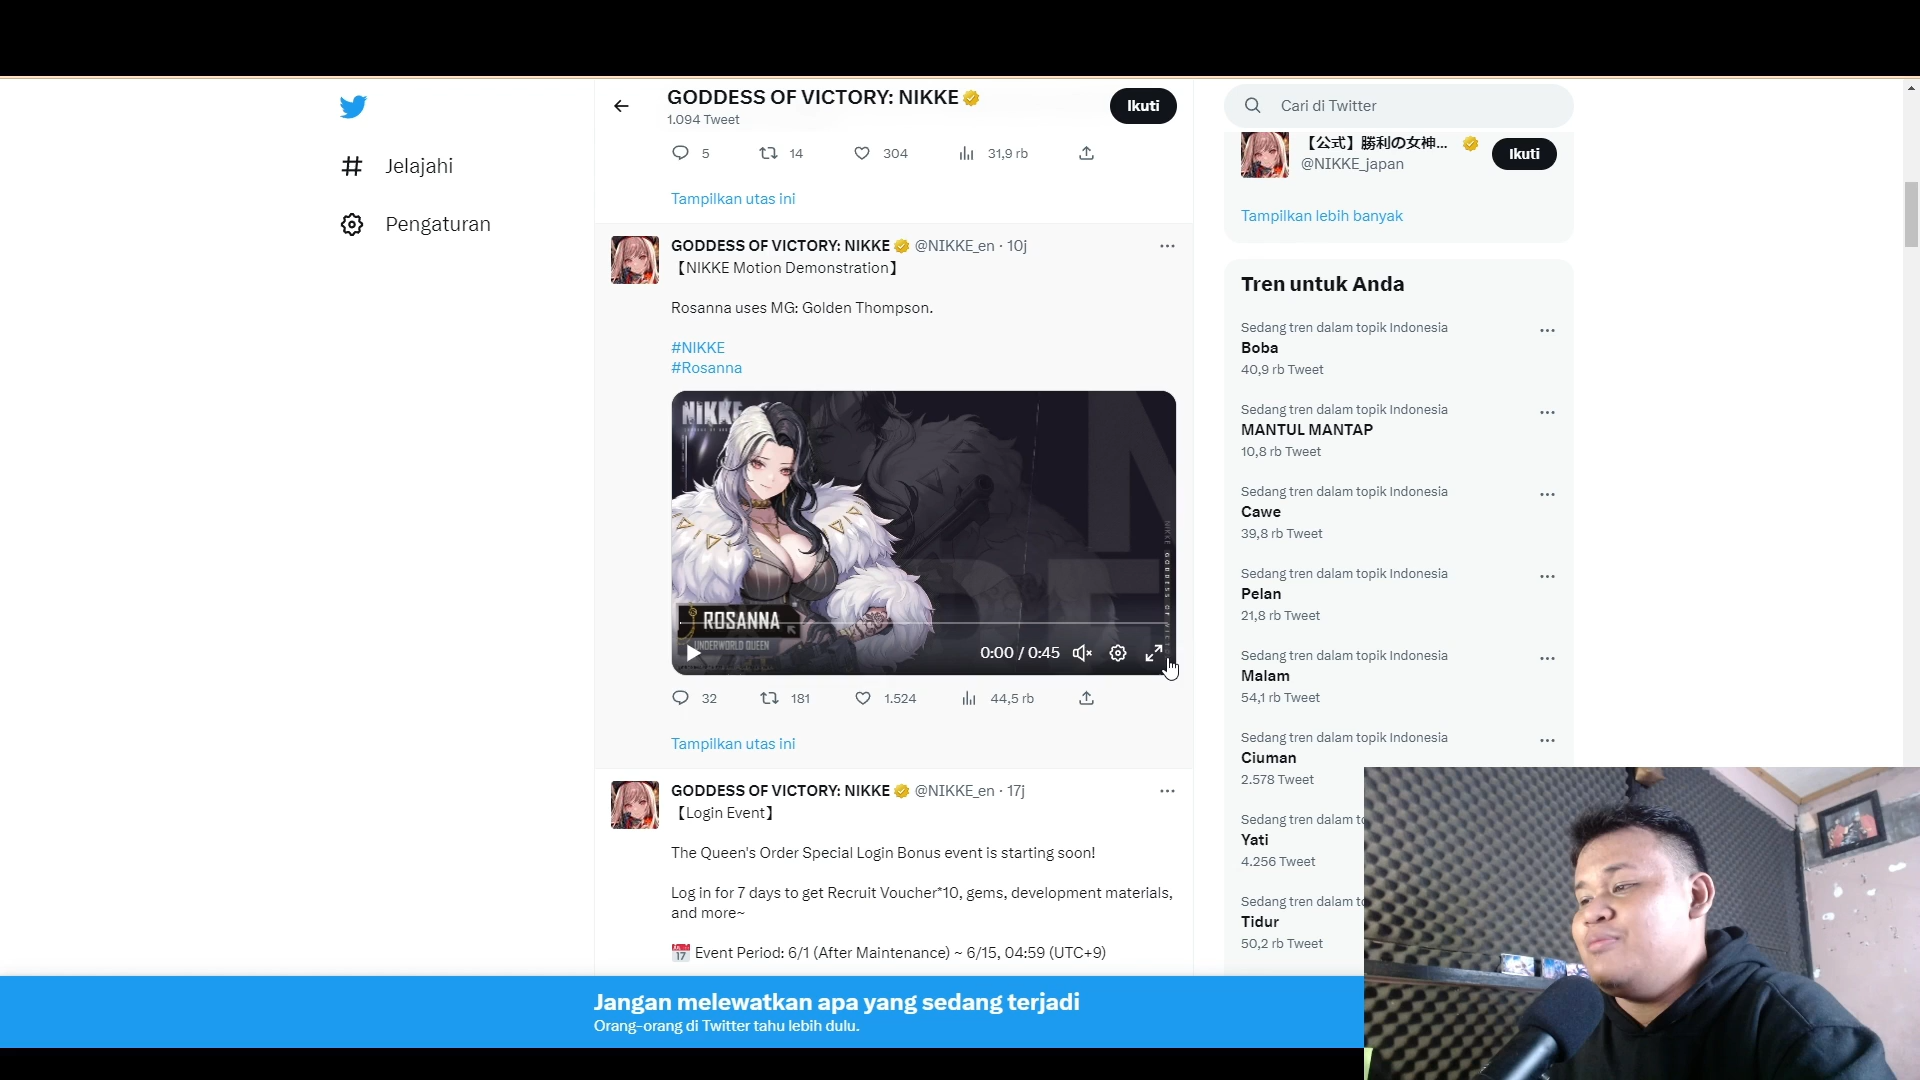 GODDESS OF VICTORY: NIKKE
1.094 Tweet
Ikuti
Cari di Twitter
Jelajahi
Pengaturan
5 14 304 31,9 rb
Tampilkan utas ini
【公式】勝利の女神...
@NIKKE_japan
Ikuti
Tampilkan lebih banyak
GODDESS OF VICTORY: NIKKE @NIKKE_en · 10j
【NIKKE Motion Demonstration】
Rosanna uses MG: Golden Thompson.
#NIKKE
#Rosanna
NIKKE
ROSANNA
UNDERWORLD QUEEN
0:00 / 0:45
32 181 1.524 44,5 rb
Tampilkan utas ini
GODDESS OF VICTORY: NIKKE @NIKKE_en · 17j
【Login Event】
The Queen's Order Special Login Bonus event is starting soon!
Log in for 7 days to get Recruit Voucher*10, gems, development materials,
and more~
📅 Event Period: 6/1 (After Maintenance) ~ 6/15, 04:59 (UTC+9)
Tren untuk Anda
Sedang tren dalam topik Indonesia
Boba
40,9 rb Tweet
Sedang tren dalam topik Indonesia
MANTUL MANTAP
10,8 rb Tweet
Sedang tren dalam topik Indonesia
Cawe
39,8 rb Tweet
Sedang tren dalam topik Indonesia
Pelan
21,8 rb Tweet
Sedang tren dalam topik Indonesia
Malam
54,1 rb Tweet
Sedang tren dalam topik Indonesia
Ciuman
2.578 Tweet
Sedang tren dalam to
Yati
4.256 Tweet
Sedang tren dalam to
Tidur
50,2 rb Tweet
Jangan melewatkan apa yang sedang terjadi
Orang-orang di Twitter tahu lebih dulu.